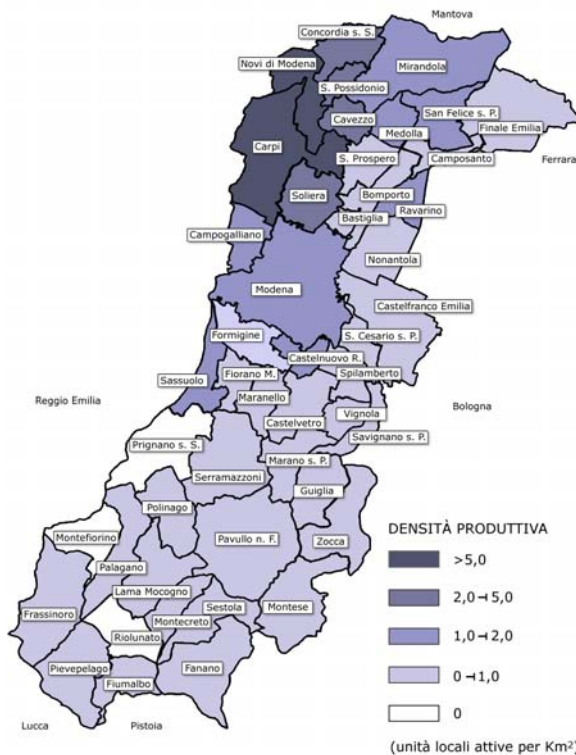 Mantova
Concordia s. S.
Novi di Modena
Mirandola
S. Possidonio
San Felice s. P.
Cavezzo
Medolla
Finale Emilia
Carpi
S. Prospero
Camposanto
Ferrara
Soliera
Bomporto
Ravarino
Bastiglia
Campogalliano
Nonantola
Modena
Castelfranco Emilia
Formigine
S. Cesario s. P.
Castelnuovo R.
Fiorano M.
Spilamberto
Sassuolo
Maranello
Reggio Emilia
Vignola
Bologna
Castelvetro
Savignano s. P.
Prignano s. S.
Marano s. P.
Serramazzoni
Guiglia
Polinago
DENSITÀ PRODUTTIVA
Montefiorino
Pavullo n. F.
Zocca
>5,0
Palagano
Lama Mocogno
2,0⊣5,0
Frassinoro
Sestola
Montese
Montecreto
Riolunato
1,0⊣2,0
Pievepelago
Fanano
0⊣1,0
Fiumalbo
0
Lucca
Pistoia
(unità locali attive per Km²)